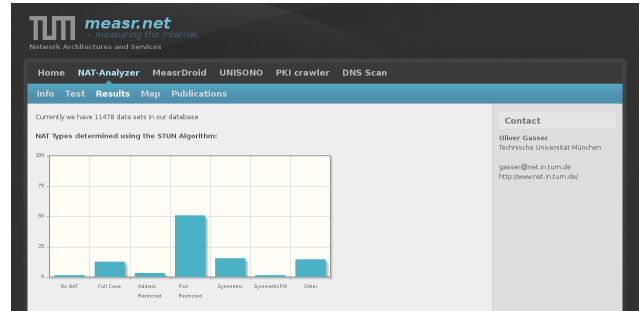 TUM measr.net
– measuring the Internet.
Network Architectures and Services
Home NAT-Analyzer MeasrDroid UNISONO PKI crawler DNS Scan
Info Test Results Map Publications
Currently we have 11478 data sets in our database
NAT Types determined using the STUN Algorithm:
100
75
50
25
0
No NAT Full Cone Address Restricted Port Restricted Symmetric SymmetricFW Other
Contact
Oliver Gasser
Technische Universität München
gasser@net.in.tum.de
http://www.net.in.tum.de/